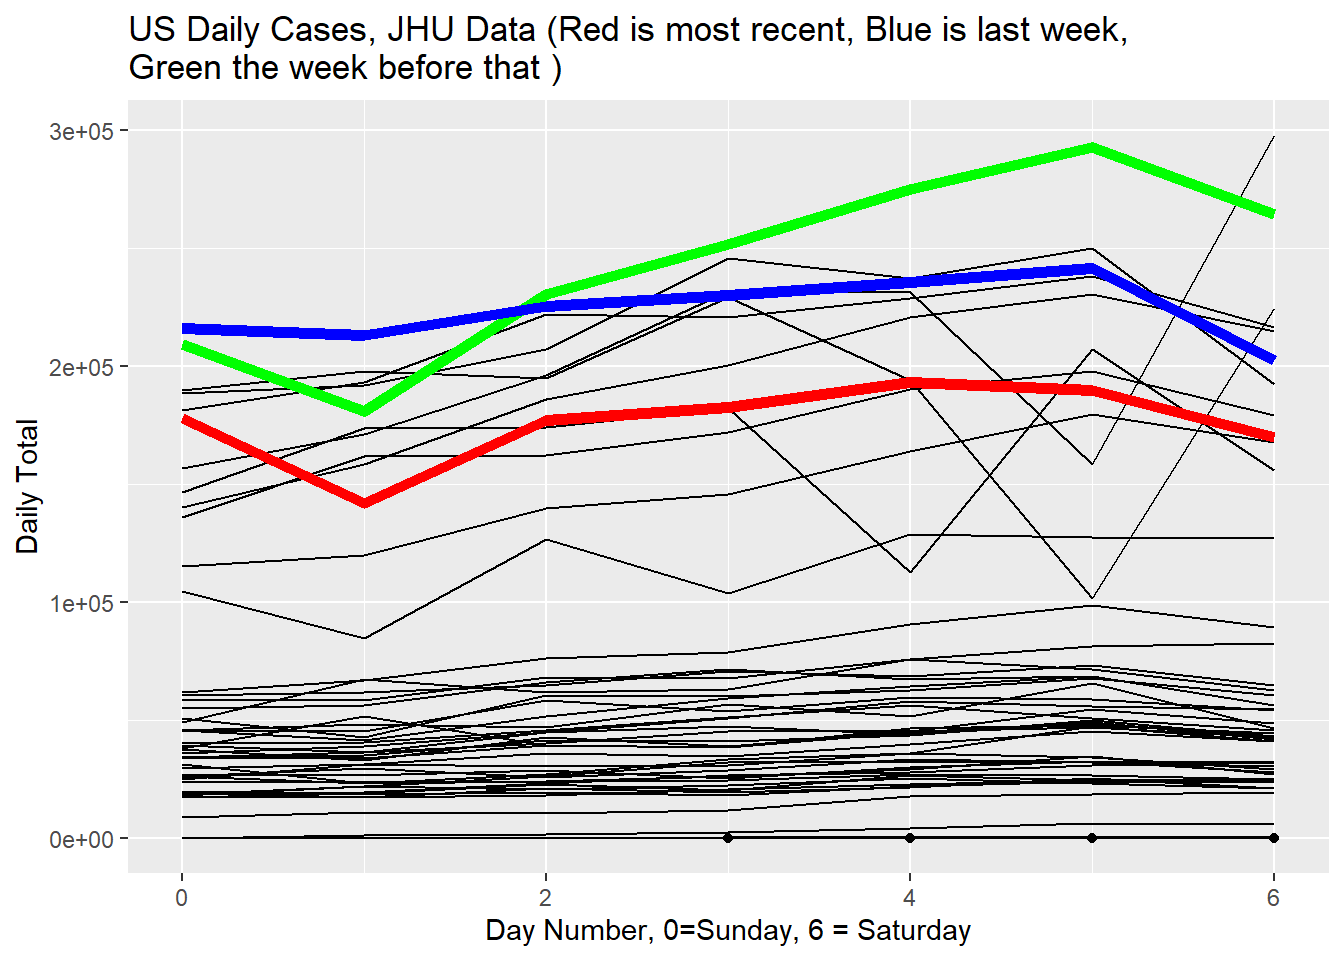 US Daily Cases, JHU Data (Red is most recent, Blue is last week,
Green the week before that )
3e+05
2e+05
1e+05
0e+00
Daily Total
0 2 4 6
Day Number, 0=Sunday, 6 = Saturday